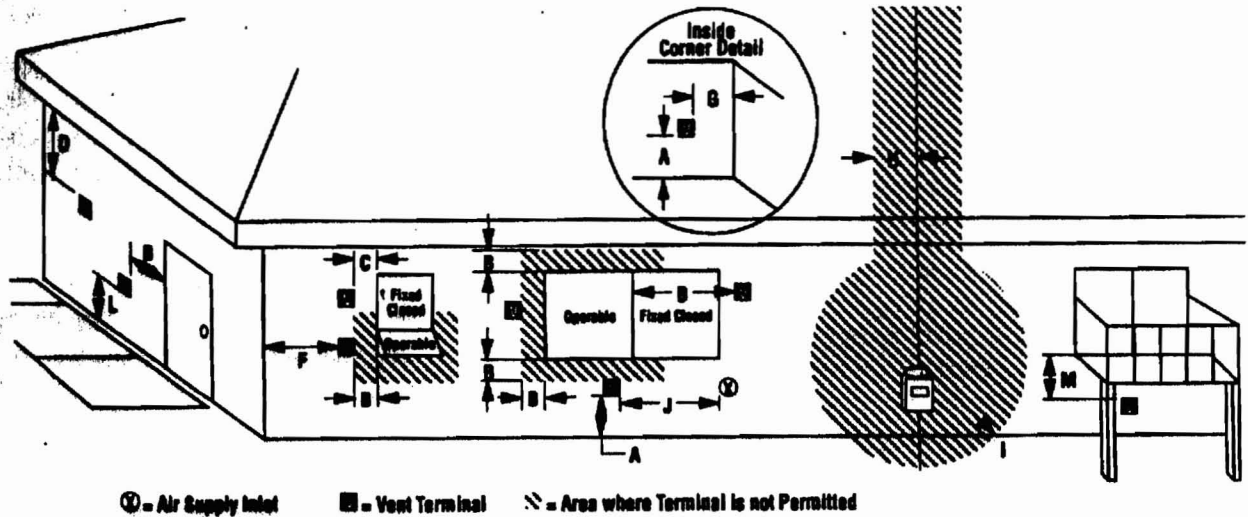 Inside
Corner Detail
G
A
D
B
L
C
Fixed
Closed
Operable
F
B
B
B
B
Operable
Fixed Closed
B
J
A
H
I
M
= Air Supply Inlet
= Vent Terminal
= Area where Terminal is not Permitted